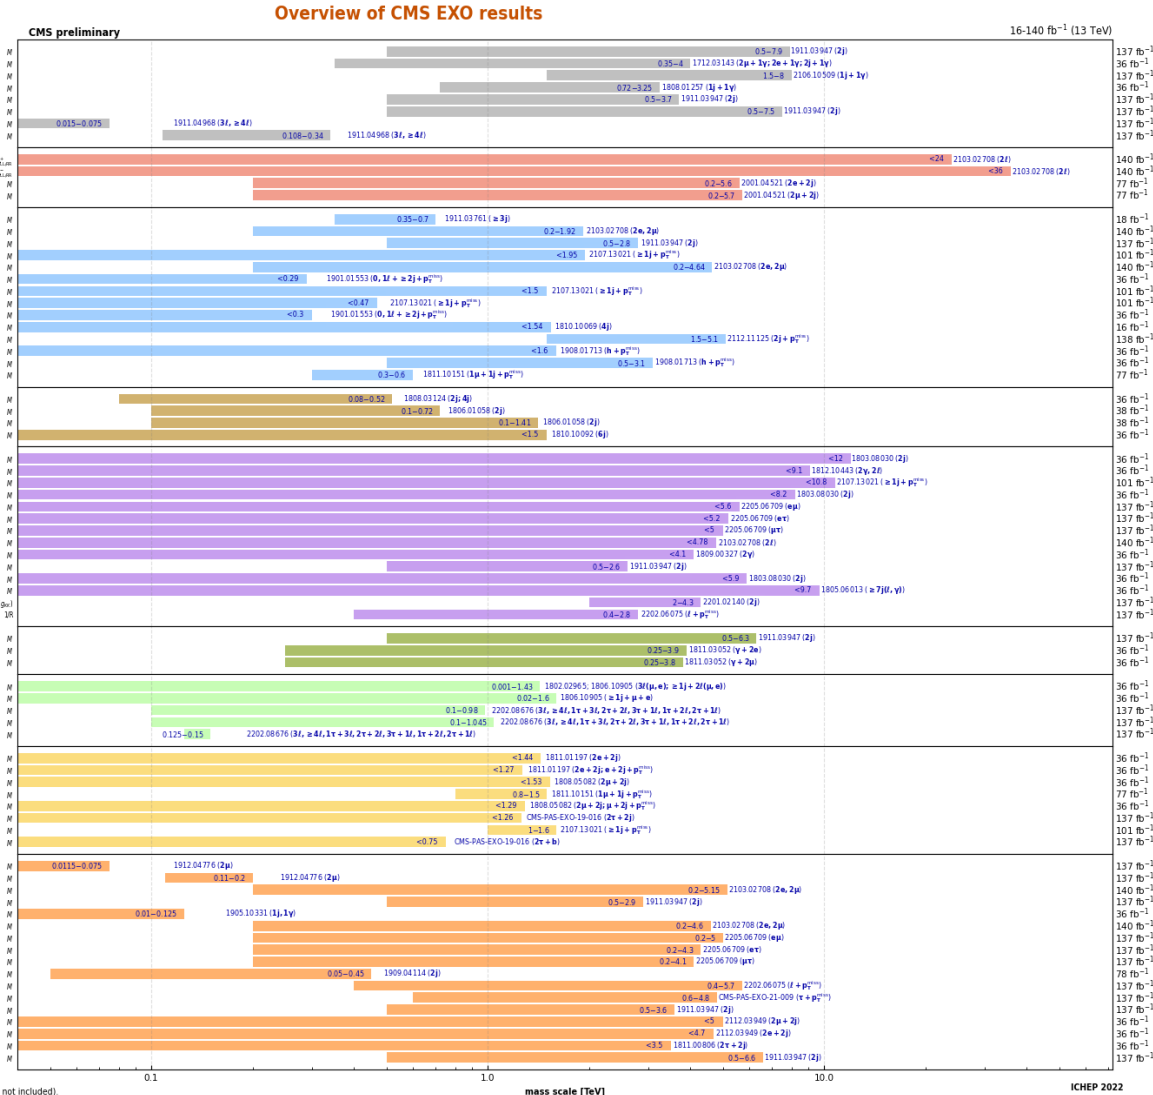 Overview of CMS EXO results
CMS preliminary
16-140 fb⁻¹ (13 TeV)
M 0.5−7.9 1911.03947 (2j) 137 fb⁻¹
M 0.35−4 1712.03143 (2μ + 1γ; 2e + 1γ; 2j + 1γ) 36 fb⁻¹
M 1.5−8 2106.10509 (1j + 1γ) 137 fb⁻¹
M 0.72−3.25 1808.01257 (1j + 1γ) 36 fb⁻¹
M 0.5−3.7 1911.03947 (2j) 137 fb⁻¹
M 0.5−7.5 1911.03947 (2j) 137 fb⁻¹
M 0.015−0.075 1911.04968 (3ℓ, ≥ 4ℓ) 137 fb⁻¹
M 0.108−0.34 1911.04968 (3ℓ, ≥ 4ℓ) 137 fb⁻¹
<24 2103.02708 (2ℓ) 140 fb⁻¹
<36 2103.02708 (2ℓ) 140 fb⁻¹
M 0.2−5.6 2001.04521 (2e + 2j) 77 fb⁻¹
M 0.2−5.7 2001.04521 (2μ + 2j) 77 fb⁻¹
M 0.35−0.7 1911.03761 (≥ 3j) 18 fb⁻¹
M 0.2−1.92 2103.02708 (2e, 2μ) 140 fb⁻¹
M 0.5−2.8 1911.03947 (2j) 137 fb⁻¹
M <1.95 2107.13021 (≥ 1j + pTmiss) 101 fb⁻¹
M 0.2−4.64 2103.02708 (2e, 2μ) 140 fb⁻¹
M <0.29 1901.01553 (0, 1ℓ + ≥ 2j + pTmiss) 36 fb⁻¹
M <1.5 2107.13021 (≥ 1j + pTmiss) 101 fb⁻¹
M <0.47 2107.13021 (≥ 1j + pTmiss) 101 fb⁻¹
M <0.3 1901.01553 (0, 1ℓ + ≥ 2j + pTmiss) 36 fb⁻¹
M <1.54 1810.10069 (4j) 16 fb⁻¹
M 1.5−5.1 2112.11125 (2j + pTmiss) 138 fb⁻¹
M <1.6 1908.01713 (h + pTmiss) 36 fb⁻¹
M 0.5−3.1 1908.01713 (h + pTmiss) 36 fb⁻¹
M 0.3−0.6 1811.10151 (1μ + 1j + pTmiss) 77 fb⁻¹
M 0.08−0.52 1808.03124 (2j; 4j) 36 fb⁻¹
M 0.1−0.72 1806.01058 (2j) 38 fb⁻¹
M 0.1−1.41 1806.01058 (2j) 38 fb⁻¹
M <1.5 1810.10092 (6j) 36 fb⁻¹
M <12 1803.08030 (2j) 36 fb⁻¹
M <9.1 1812.10443 (2γ, 2ℓ) 36 fb⁻¹
M <10.8 2107.13021 (≥ 1j + pTmiss) 101 fb⁻¹
M <8.2 1803.08030 (2j) 36 fb⁻¹
M <5.6 2205.06709 (eμ) 137 fb⁻¹
M <5.2 2205.06709 (eτ) 137 fb⁻¹
M <5 2205.06709 (μτ) 137 fb⁻¹
M <4.78 2103.02708 (2ℓ) 140 fb⁻¹
M <4.1 1809.00327 (2γ) 36 fb⁻¹
M 0.5−2.6 1911.03947 (2j) 137 fb⁻¹
M <5.9 1803.08030 (2j) 36 fb⁻¹
M <9.7 1805.06013 (≥ 7j(ℓ, γ)) 36 fb⁻¹
2−4.3 2201.02140 (2j) 137 fb⁻¹
1/R 0.4−2.8 2202.06075 (ℓ + pTmiss) 137 fb⁻¹
M 0.5−6.3 1911.03947 (2j) 137 fb⁻¹
M 0.25−3.9 1811.03052 (γ + 2e) 36 fb⁻¹
M 0.25−3.8 1811.03052 (γ + 2μ) 36 fb⁻¹
M 0.001−1.43 1802.02965; 1806.10905 (3ℓ(μ, e); ≥ 1j + 2ℓ(μ, e)) 36 fb⁻¹
M 0.02−1.6 1806.10905 (≥ 1j + μ + e) 36 fb⁻¹
M 0.1−0.98 2202.08676 (3ℓ, ≥ 4ℓ, 1τ + 3ℓ, 2τ + 2ℓ, 3τ + 1ℓ, 1τ + 2ℓ, 2τ + 1ℓ) 137 fb⁻¹
M 0.1−1.045 2202.08676 (3ℓ, ≥ 4ℓ, 1τ + 3ℓ, 2τ + 2ℓ, 3τ + 1ℓ, 1τ + 2ℓ, 2τ + 1ℓ) 137 fb⁻¹
M 0.125−0.15 2202.08676 (3ℓ, ≥ 4ℓ, 1τ + 3ℓ, 2τ + 2ℓ, 3τ + 1ℓ, 1τ + 2ℓ, 2τ + 1ℓ) 137 fb⁻¹
M <1.44 1811.01197 (2e + 2j) 36 fb⁻¹
M <1.27 1811.01197 (2e + 2j; e + 2j + pTmiss) 36 fb⁻¹
M <1.53 1808.05082 (2μ + 2j) 36 fb⁻¹
M 0.8−1.5 1811.10151 (1μ + 1j + pTmiss) 77 fb⁻¹
M <1.29 1808.05082 (2μ + 2j; μ + 2j + pTmiss) 36 fb⁻¹
M <1.26 CMS-PAS-EXO-19-016 (2τ + 2j) 137 fb⁻¹
M 1−1.6 2107.13021 (≥ 1j + pTmiss) 101 fb⁻¹
M <0.75 CMS-PAS-EXO-19-016 (2τ + b) 137 fb⁻¹
M 0.0115−0.075 1912.04776 (2μ) 137 fb⁻¹
M 0.11−0.2 1912.04776 (2μ) 137 fb⁻¹
M 0.2−5.15 2103.02708 (2e, 2μ) 140 fb⁻¹
M 0.5−2.9 1911.03947 (2j) 137 fb⁻¹
M 0.01−0.125 1905.10331 (1j, 1γ) 36 fb⁻¹
M 0.2−4.6 2103.02708 (2e, 2μ) 140 fb⁻¹
M 0.2−5 2205.06709 (eμ) 137 fb⁻¹
M 0.2−4.3 2205.06709 (eτ) 137 fb⁻¹
M 0.2−4.1 2205.06709 (μτ) 137 fb⁻¹
M 0.05−0.45 1909.04114 (2j) 78 fb⁻¹
M 0.4−5.7 2202.06075 (ℓ + pTmiss) 137 fb⁻¹
M 0.6−4.8 CMS-PAS-EXO-21-009 (τ + pTmiss) 137 fb⁻¹
M 0.5−3.6 1911.03947 (2j) 137 fb⁻¹
M <5 2112.03949 (2μ + 2j) 36 fb⁻¹
M <4.7 2112.03949 (2e + 2j) 36 fb⁻¹
M <3.5 1811.00806 (2τ + 2j) 36 fb⁻¹
M 0.5−6.6 1911.03947 (2j) 137 fb⁻¹
0.1 1.0 10.0
not included).
mass scale [TeV]
ICHEP 2022